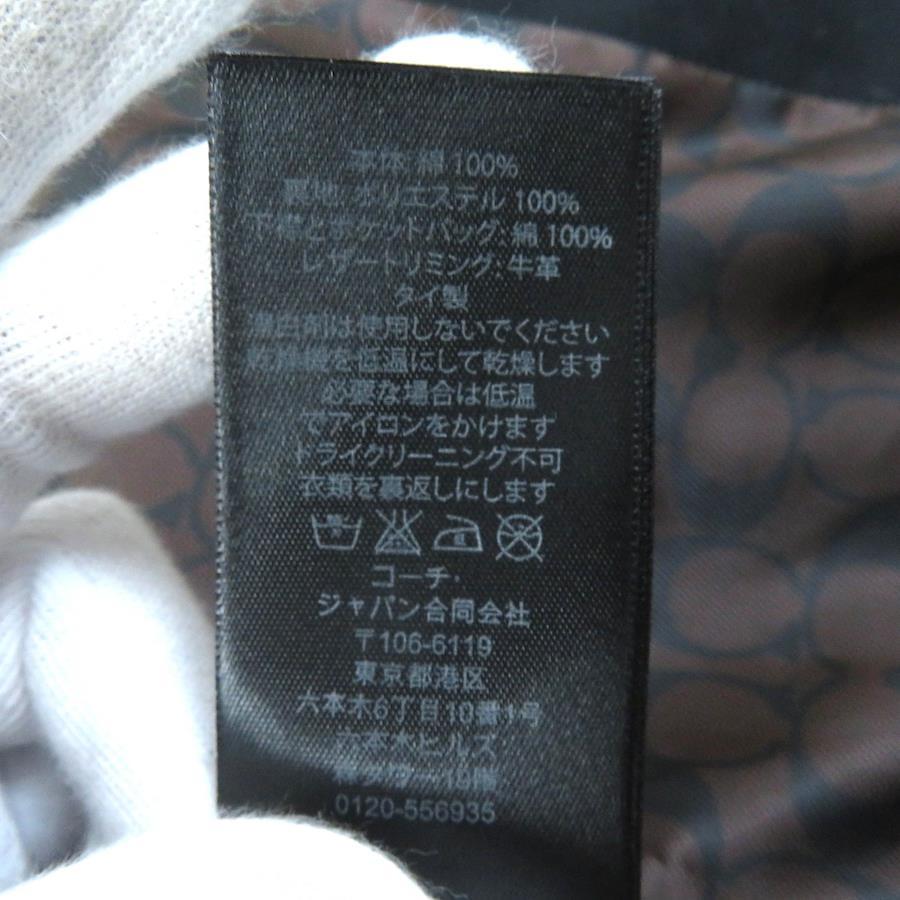 本体 綿 100%
裏地: ポリエステル 100%
下襟とポケットバッグ: 綿 100%
レザートリミング: 牛革
タイ製
漂白剤は使用しないでください
乾燥機を低温にして乾燥します
必要な場合は低温
でアイロンをかけます
ドライクリーニング不可
衣類を裏返しにします
コーチ・
ジャパン合同会社
〒106-6119
東京都港区
六本木6丁目10番1号
六本木ヒルズ
森タワー19階
0120-556935